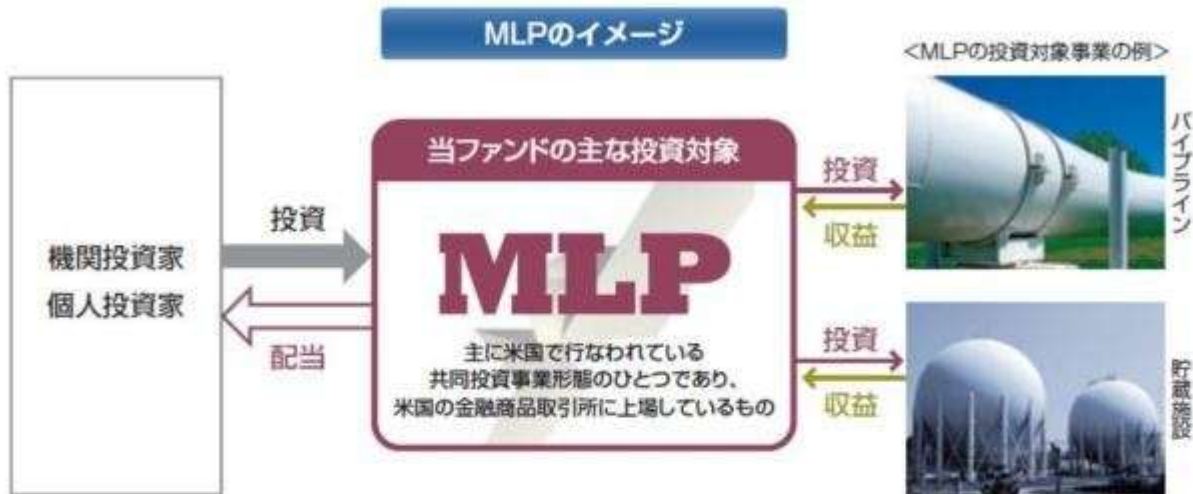 MLPのイメージ
<MLPの投資対象事業の例>
機関投資家
個人投資家
投資
配当
当ファンドの主な投資対象
MLP
主に米国で行なわれている
共同投資事業形態のひとつであり、
米国の金融商品取引所に上場しているもの
投資
収益
パイプライン
投資
収益
貯蔵施設